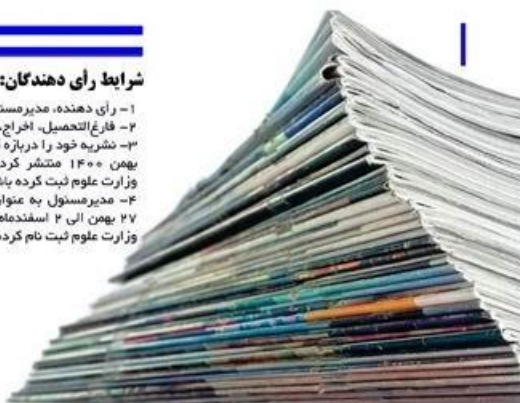 شرایط رأی دهندگان:
۱- رأی دهنده، مدیرمسئ
۲- فارغ‌التحصیل، اخراج،
۳- نشریه خود را دربازه
بهمن ۱۴۰۰ منتشر کرد
وزارت علوم ثبت کرده باش
۴- مدیرمسئول به عنوا
۲۷ بهمن الی ۲ اسفندماه
وزارت علوم ثبت نام کرده